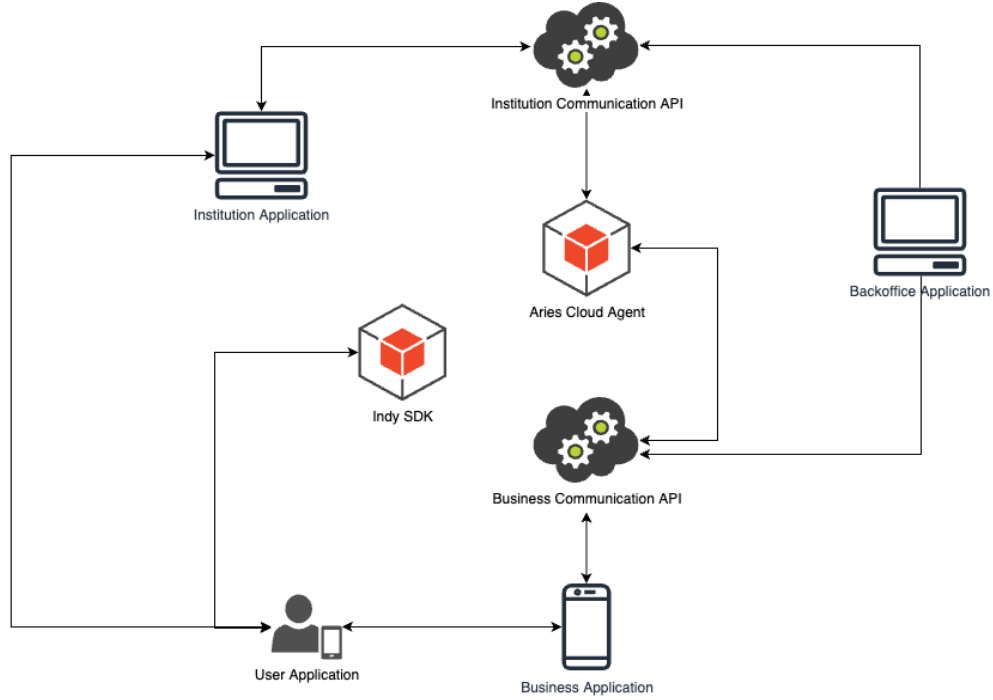 Institution Communication API
Institution Application
Backoffice Application
Aries Cloud Agent
Indy SDK
Business Communication API
User Application
Business Application